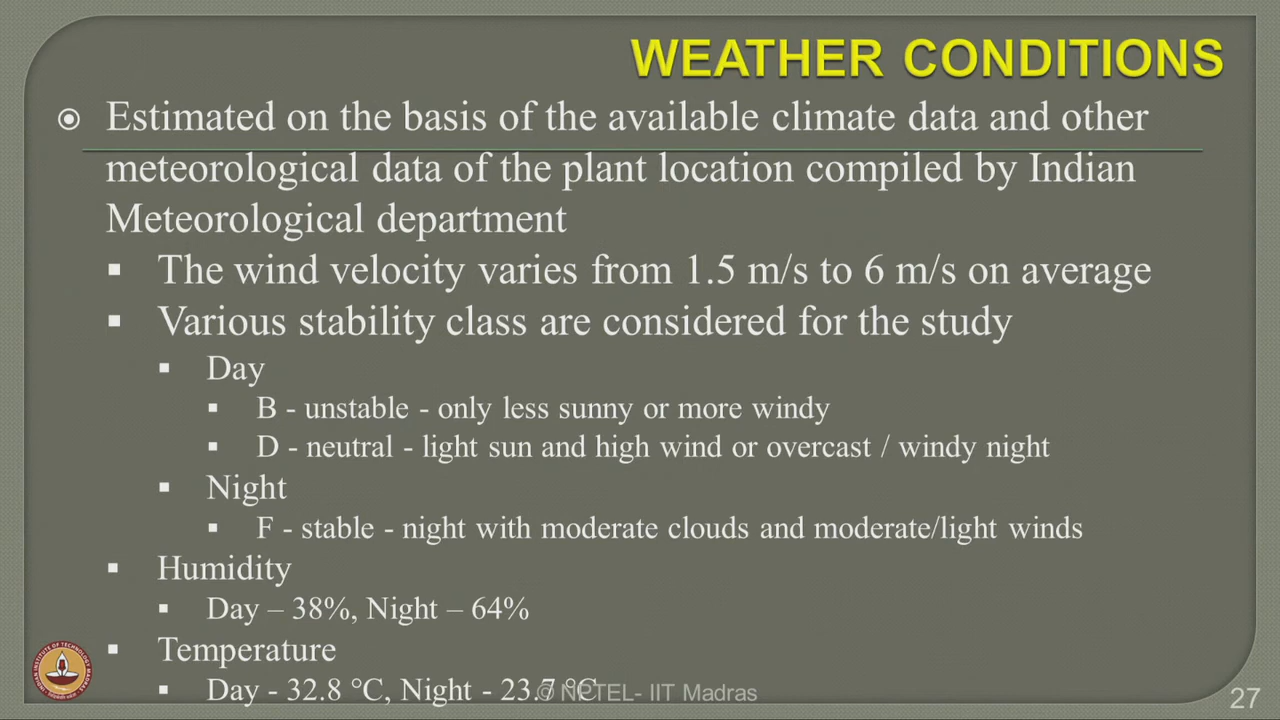 WEATHER CONDITIONS
Estimated on the basis of the available climate data and other
meteorological data of the plant location compiled by Indian
Meteorological department
The wind velocity varies from 1.5 m/s to 6 m/s on average
Various stability class are considered for the study
Day
B - unstable - only less sunny or more windy
D - neutral - light sun and high wind or overcast / windy night
Night
F - stable - night with moderate clouds and moderate/light winds
Humidity
Day – 38%, Night – 64%
Temperature
Day - 32.8 °C, Night - 23.7 °C
© NPTEL- IIT Madras
27